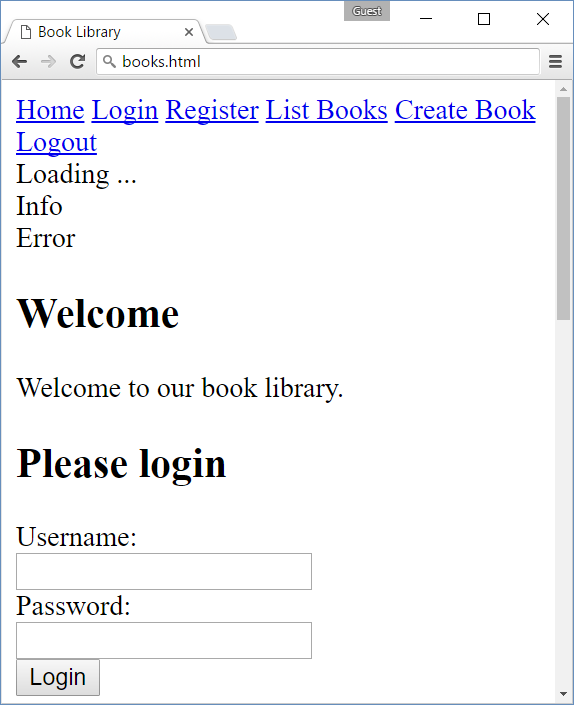 Guest
Book Library
books.html
Home Login Register List Books Create Book
Logout
Loading ...
Info
Error
Welcome
Welcome to our book library.
Please login
Username:
Password:
Login